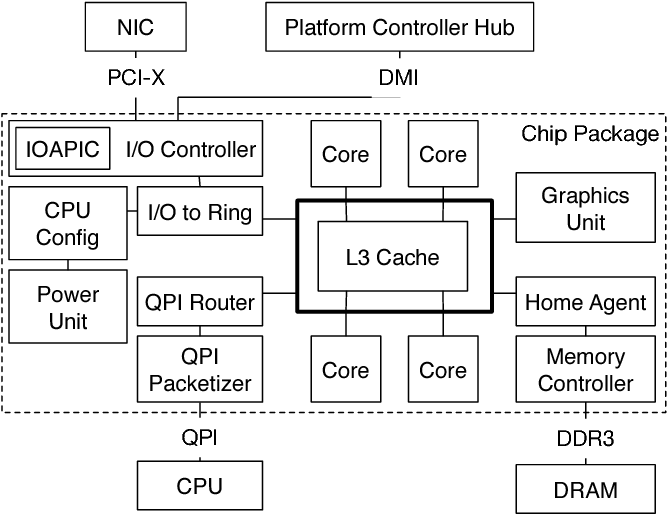 NIC
Platform Controller Hub
PCI-X
DMI
Chip Package
IOAPIC
I/O Controller
Core
Core
CPU
Config
I/O to Ring
Graphics
Unit
L3 Cache
Power
Unit
QPI Router
Home Agent
QPI
Packetizer
Core
Core
Memory
Controller
QPI
DDR3
CPU
DRAM